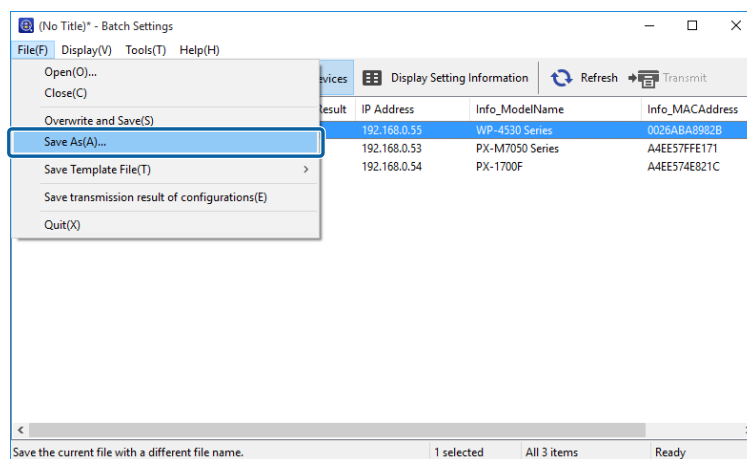 (No Title)* - Batch Settings
File(F) Display(V) Tools(T) Help(H)
Open(O)...
Close(C)
Overwrite and Save(S)
Save As(A)...
Save Template File(T)
Save transmission result of configurations(E)
Quit(X)
Display Setting Information Refresh Transmit
Result IP Address Info_ModelName Info_MACAddress
192.168.0.55 WP-4530 Series 0026ABA8982B
192.168.0.53 PX-M7050 Series A4EE57FFE171
192.168.0.54 PX-1700F A4EE574E821C
Save the current file with a different file name. 1 selected All 3 items Ready